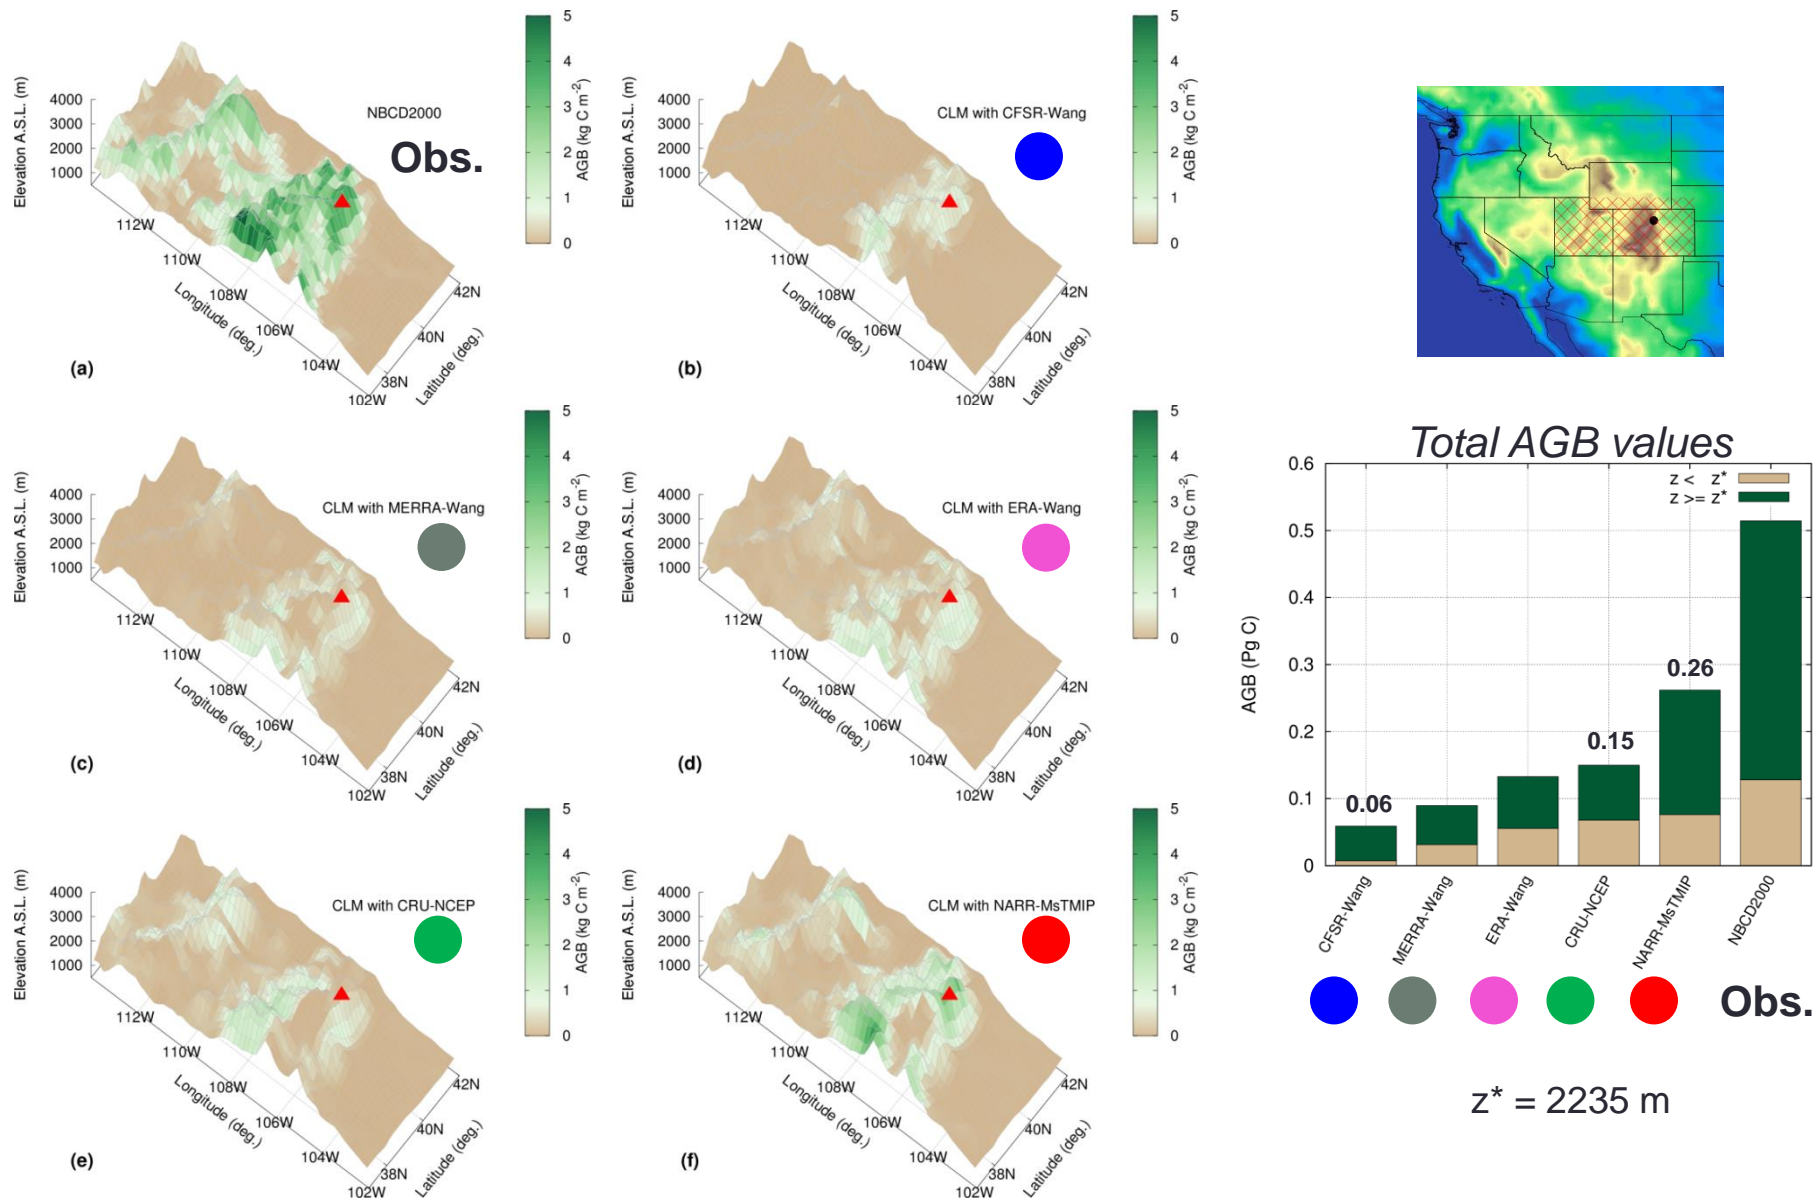 5
4
3
2
1
0
AGB (kg C m-2)
Elevation A.S.L. (m)
4000
3000
2000
1000
NBCD2000
Obs.
112W
110W
108W
106W
104W
102W
Longitude (deg.)
42N
40N
38N
Latitude (deg.)
(a)
5
4
3
2
1
0
AGB (kg C m-2)
Elevation A.S.L. (m)
4000
3000
2000
1000
CLM with CFSR-Wang
112W
110W
108W
106W
104W
102W
Longitude (deg.)
42N
40N
38N
Latitude (deg.)
(b)
5
4
3
2
1
0
AGB (kg C m-2)
Elevation A.S.L. (m)
4000
3000
2000
1000
CLM with MERRA-Wang
112W
110W
108W
106W
104W
102W
Longitude (deg.)
42N
40N
38N
Latitude (deg.)
(c)
5
4
3
2
1
0
AGB (kg C m-2)
Elevation A.S.L. (m)
4000
3000
2000
1000
CLM with ERA-Wang
112W
110W
108W
106W
104W
102W
Longitude (deg.)
42N
40N
38N
Latitude (deg.)
(d)
5
4
3
2
1
0
AGB (kg C m-2)
Elevation A.S.L. (m)
4000
3000
2000
1000
CLM with CRU-NCEP
112W
110W
108W
106W
104W
102W
Longitude (deg.)
42N
40N
38N
Latitude (deg.)
(e)
5
4
3
2
1
0
AGB (kg C m-2)
Elevation A.S.L. (m)
4000
3000
2000
1000
CLM with NARR-MsTMIP
112W
110W
108W
106W
104W
102W
Longitude (deg.)
42N
40N
38N
Latitude (deg.)
(f)
Total AGB values
z < z*
z >= z*
0.6
0.5
0.4
0.3
0.2
0.1
0
AGB (Pg C)
0.06
0.15
0.26
CFSR-Wang
MERRA-Wang
ERA-Wang
CRU-NCEP
NARR-MsTMIP
NBCD2000
Obs.
z* = 2235 m